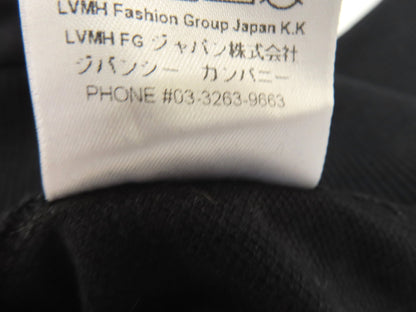 LVMH Fashion Group Japan K.K
LVMH FG ジャパン株式会社
ジバンシー カンパニー
PHONE #03-3263-9663